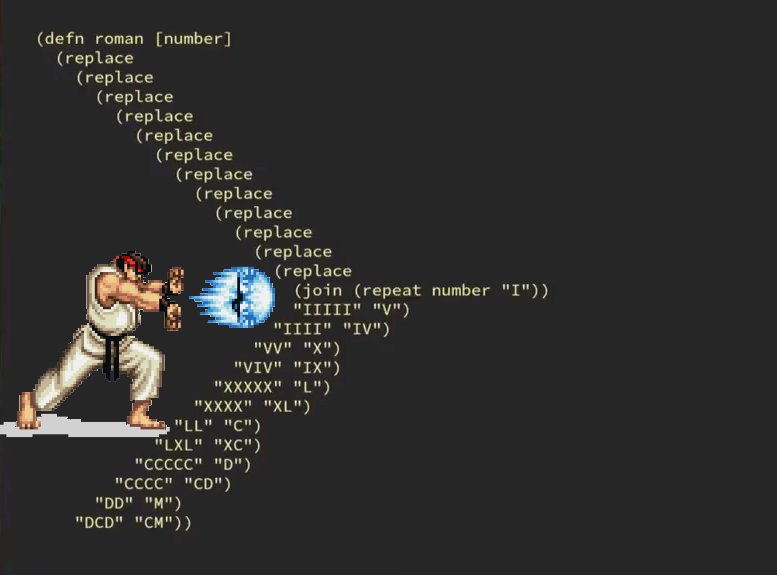 (defn roman [number]
(replace
(replace
(replace
(replace
(replace
(replace
(replace
(replace
(replace
(replace
(replace
(replace
(join (repeat number "I"))
"IIIII" "V")
"IIII" "IV")
"VV" "X")
"VIV" "IX")
"XXXXX" "L")
"XXXX" "XL")
"LL" "C")
"LXL" "XC")
"CCCCC" "D")
"CCCC" "CD")
"DD" "M")
"DCD" "CM"))